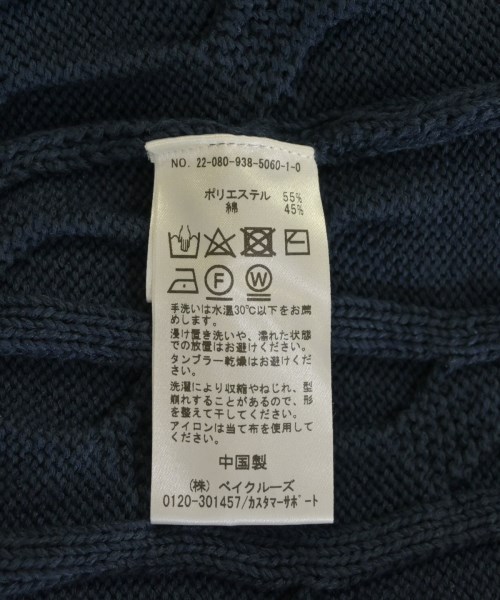 NO. 22-080-938-5060-1-0
ポリエステル 55%
綿 45%
F W
手洗いは水温30℃以下をお薦
めします。
浸け置き洗いや、濡れた状態
での放置はお避けください。
タンブラー乾燥はお避けくださ
い。
洗濯により収縮やねじれ、型
崩れすることがあるので、形
を整えて干してください。
アイロンは当て布を使用して
ください。
中国製
(株) ベイクルーズ
0120-301457/カスタマーサポート